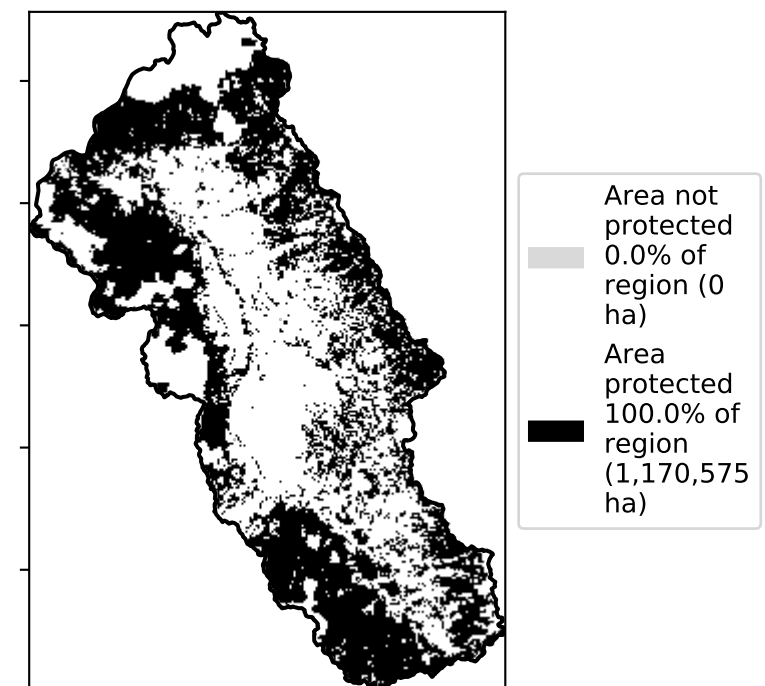 Area not
protected
0.0% of
region (0
ha)
Area
protected
100.0% of
region
(1,170,575
ha)